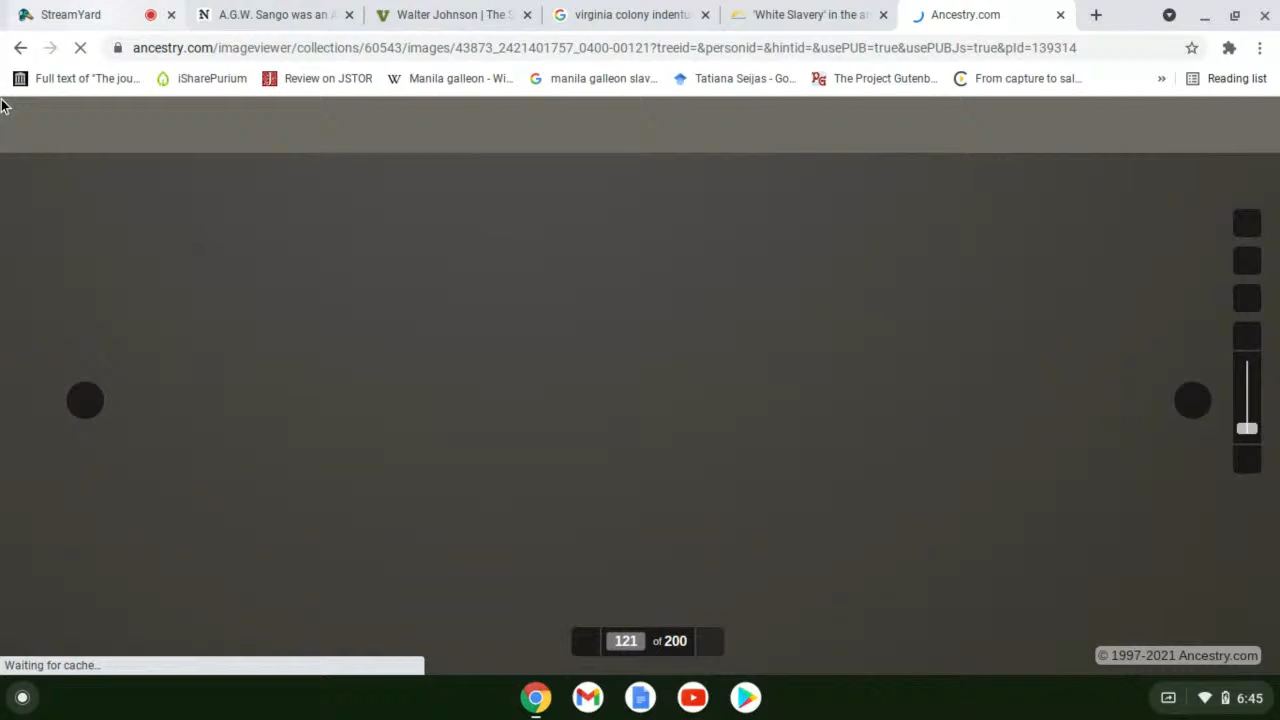 StreamYard
A.G.W. Sango was an A
Walter Johnson | The S
virginia colony indentu
'White Slavery' in the an
Ancestry.com
ancestry.com/imageviewer/collections/60543/images/43873_2421401757_0400-00121?treeid=&personid=&hintid=&usePUB=true&usePUBJs=true&pId=139314
Full text of "The jou...
iSharePurium
Review on JSTOR
W Manila galleon - Wi...
manila galleon slav...
Tatiana Seijas - Go...
PG The Project Gutenb...
From capture to sal...
»
Reading list
121 of 200
© 1997-2021 Ancestry.com
Waiting for cache...
6:45